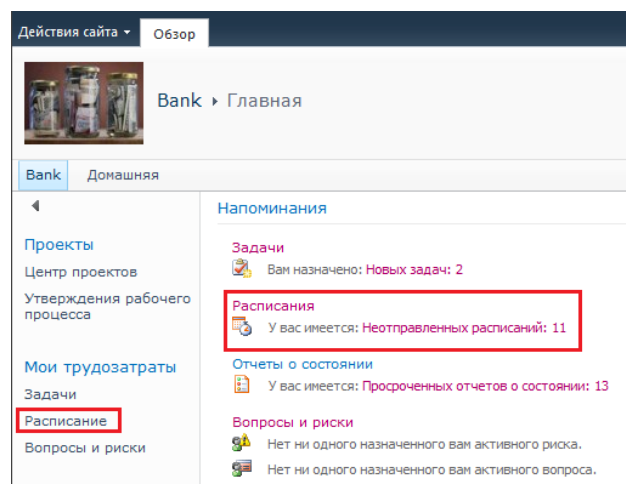 Действия сайта
Обзор
Bank ▸ Главная
Bank
Домашняя
Проекты
Центр проектов
Утверждения рабочего
процесса
Мои трудозатраты
Задачи
Расписание
Вопросы и риски
Напоминания
Задачи
Вам назначено: Новых задач: 2
Расписания
У вас имеется: Неотправленных расписаний: 11
Отчеты о состоянии
У вас имеется: Просроченных отчетов о состоянии: 13
Вопросы и риски
Нет ни одного назначенного вам активного риска.
Нет ни одного назначенного вам активного вопроса.